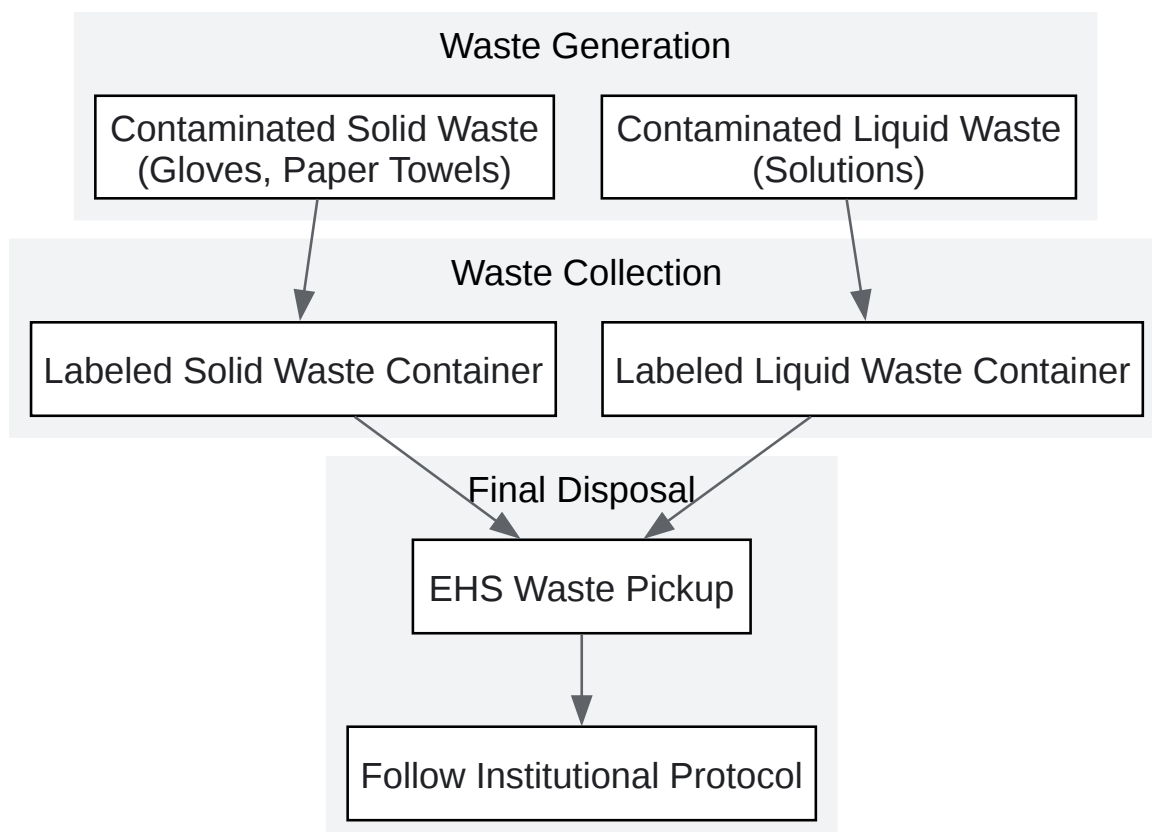 Waste Generation
Contaminated Solid Waste
(Gloves, Paper Towels)
Contaminated Liquid Waste
(Solutions)
Waste Collection
Labeled Solid Waste Container
Labeled Liquid Waste Container
Final Disposal
EHS Waste Pickup
Follow Institutional Protocol